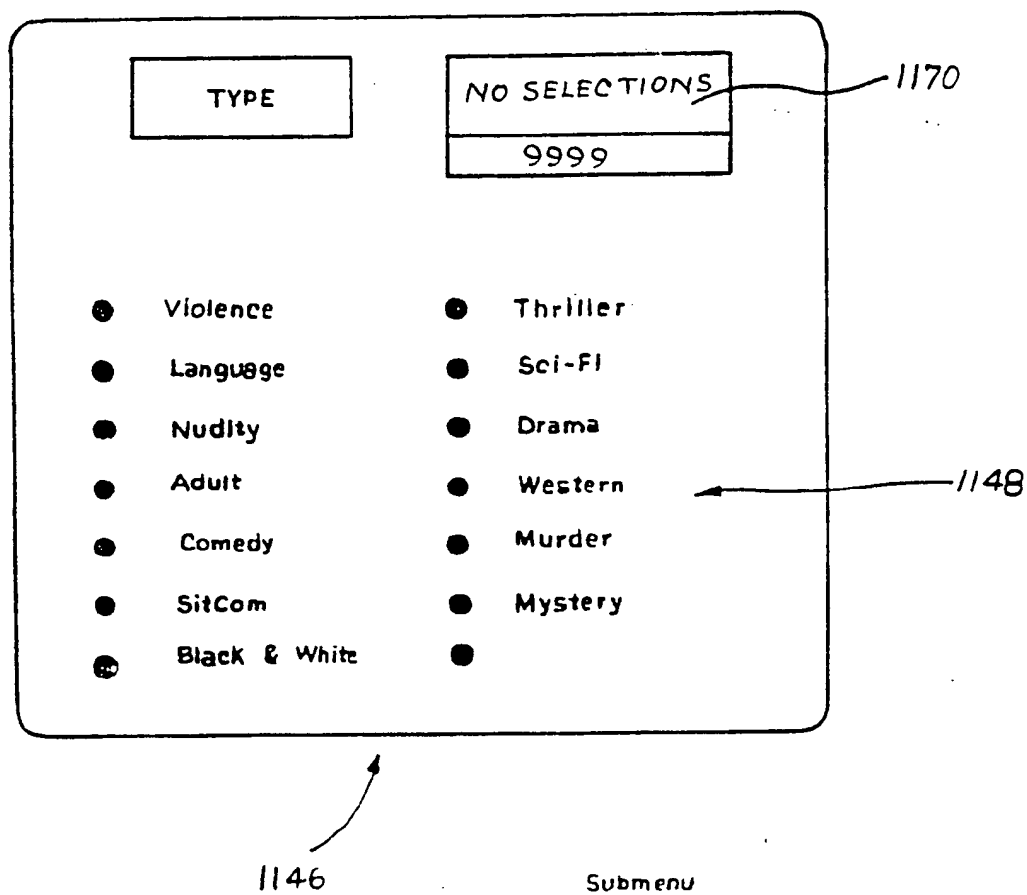 TYPE
NO SELECTIONS
9999
1170
Violence
Language
Nudity
Adult
Comedy
SitCom
Black & White
Thriller
Sci-Fi
Drama
Western
Murder
Mystery
1148
1146
Submenu